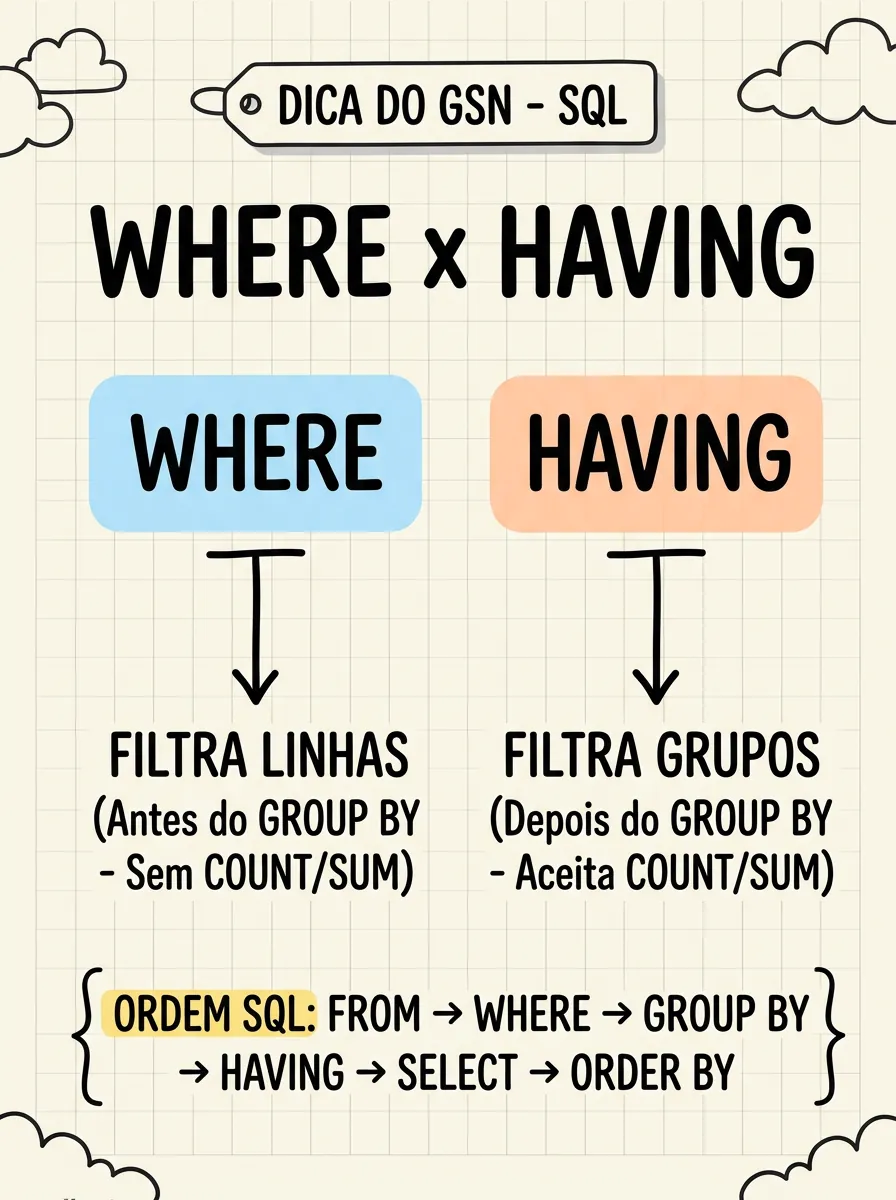 DICA DO GSN - SQL
WHERE x HAVING
WHERE
HAVING
FILTRA LINHAS
(Antes do GROUP BY
- Sem COUNT/SUM)
FILTRA GRUPOS
(Depois do GROUP BY
- Aceita COUNT/SUM)
{ ORDEM SQL: FROM → WHERE → GROUP BY
→ HAVING → SELECT → ORDER BY }